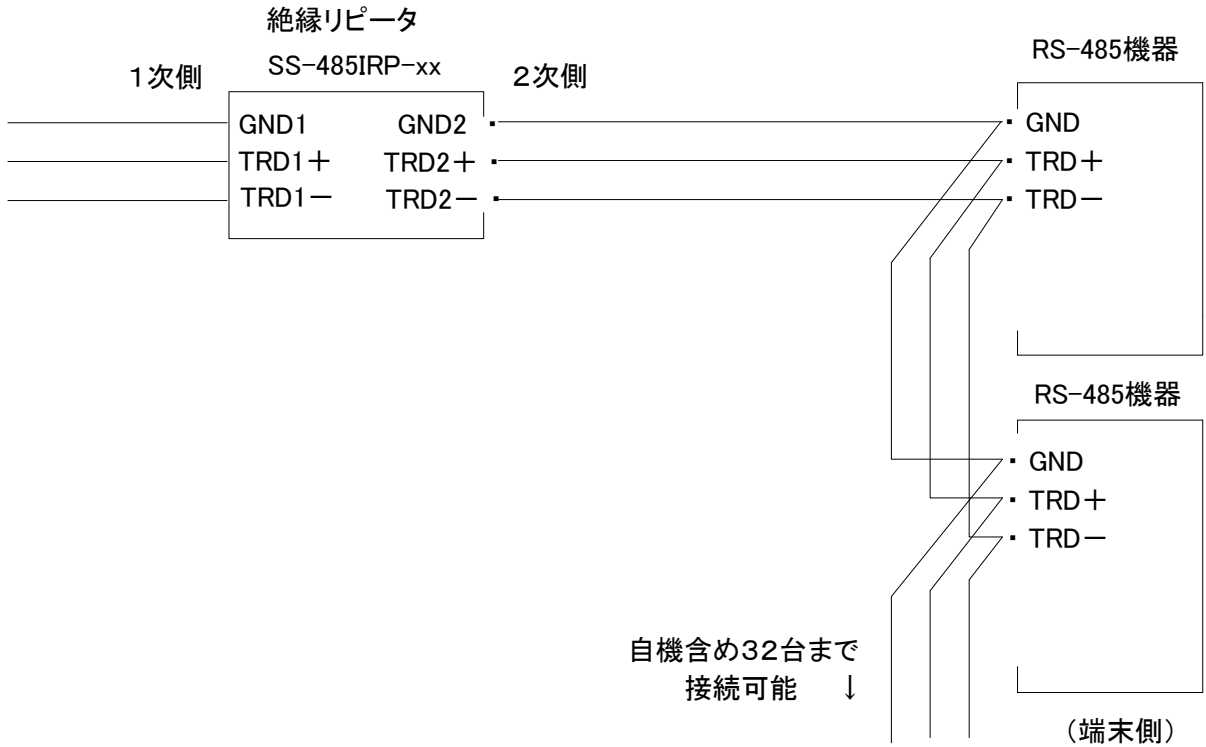 絶縁リピータ
SS-485IRP-xx
1次側
2次側
GND1
GND2
TRD1+
TRD2+
TRD1-
TRD2-
RS-485機器
GND
TRD+
TRD-
RS-485機器
GND
TRD+
TRD-
自機含め32台まで
接続可能 ↓
(端末側)